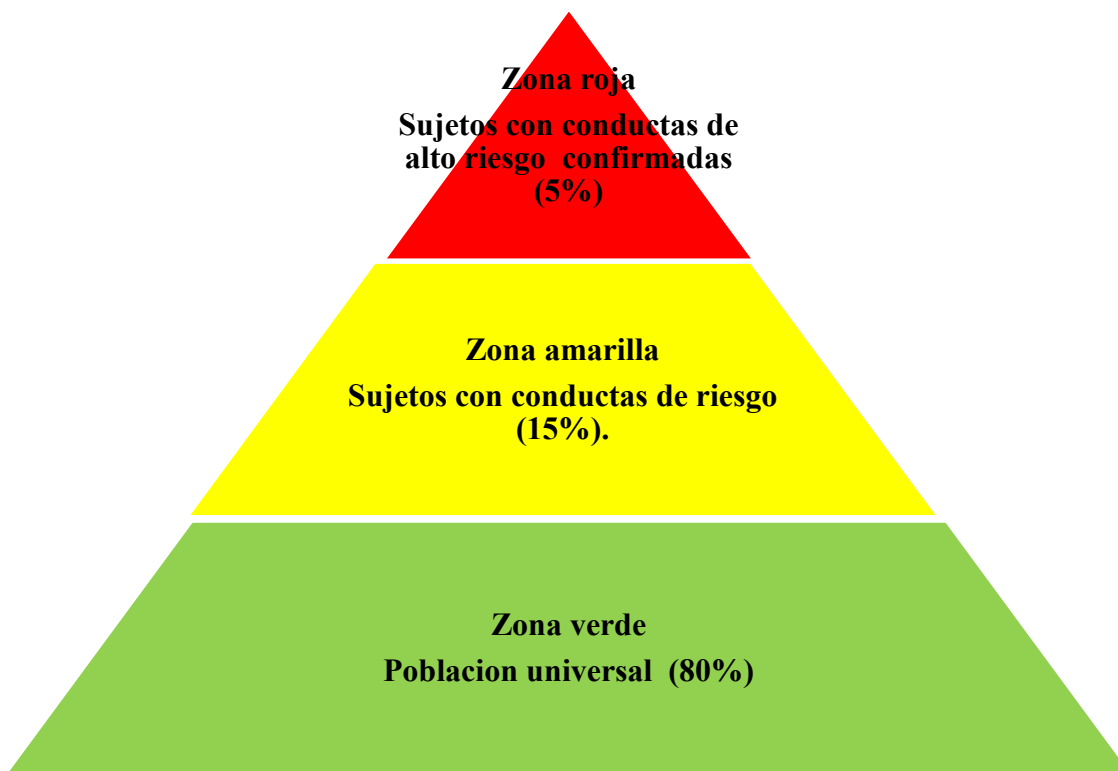 Zona roja
Sujetos con conductas de
alto riesgo confirmadas
(5%)
Zona amarilla
Sujetos con conductas de riesgo
(15%).
Zona verde
Poblacion universal (80%)